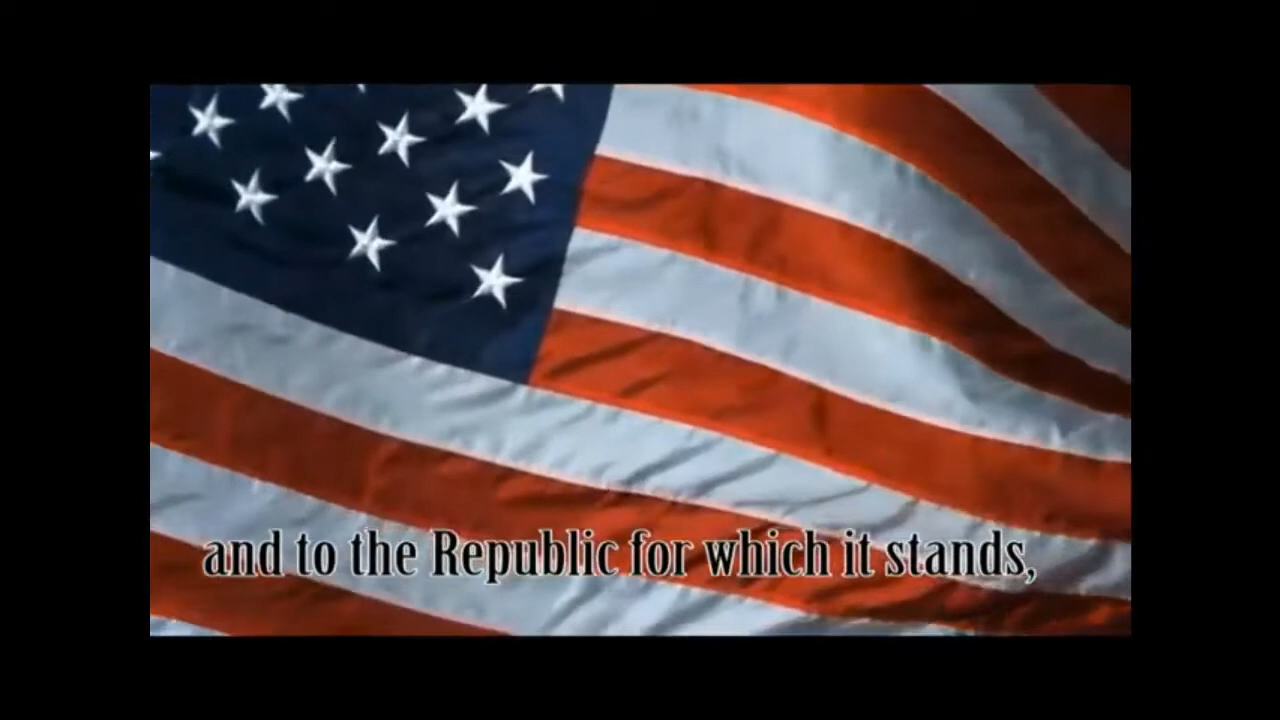 and to the Republic for which it stands,